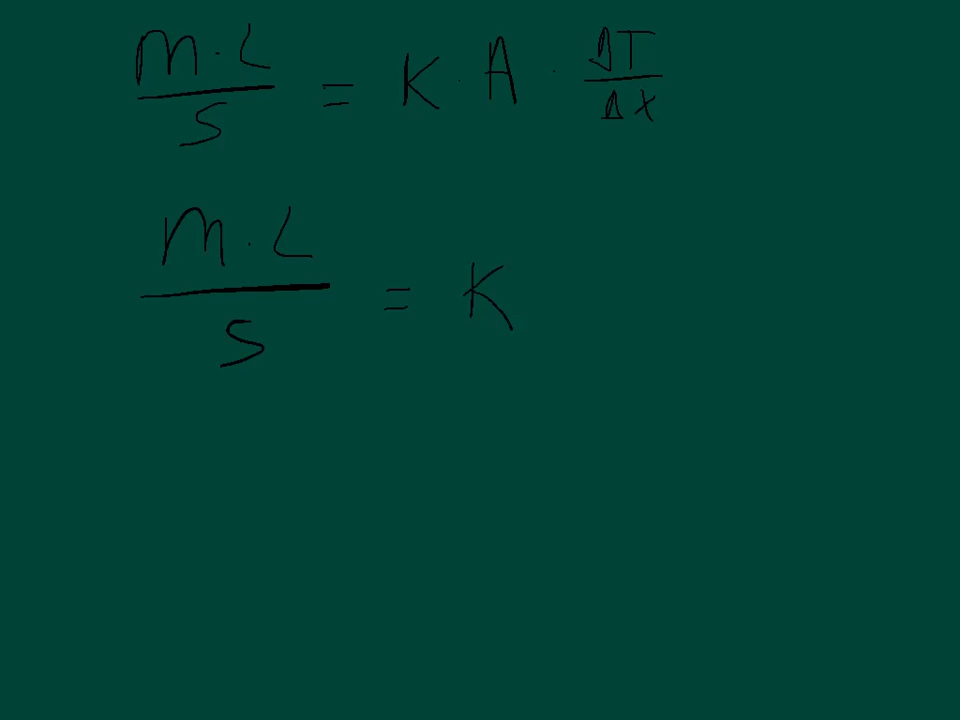 m·L/S = K · A · ΔT/Δx
m·L/S = K